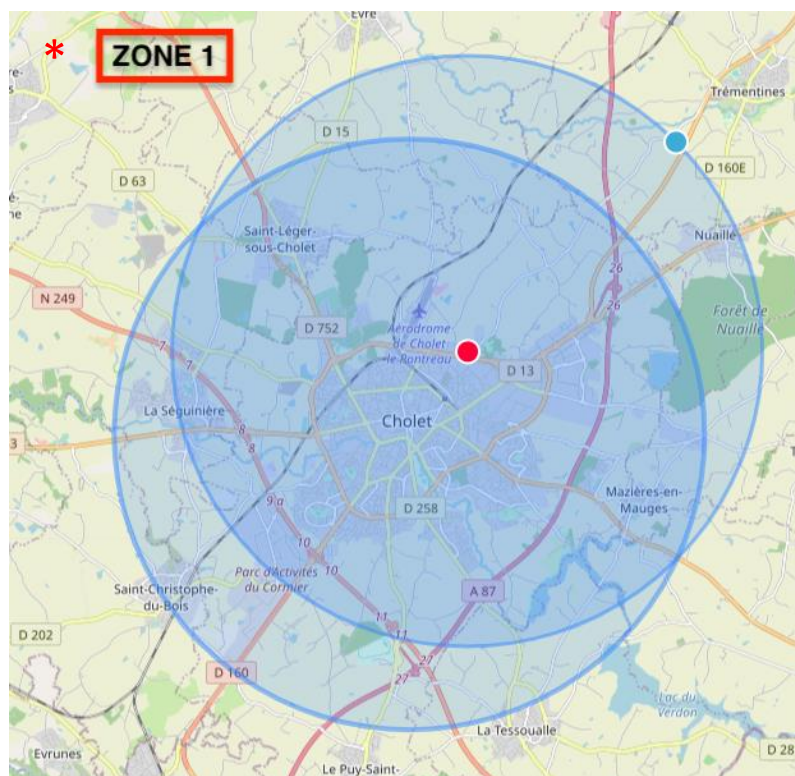 Evre
*
ZONE 1
Trémentines
D 15
D 160E
D 63
Saint-Léger-
sous-Cholet
Nuaillé
26
26
N 249
Forêt de
Nuaillé
D 752
Aérodrome
de Cholet
le Pontreau
7
7
D 13
La Séguinière
Cholet
8
8
3
9 a
Mazières-en-
Mauges
D 258
10
10
Parc d'Activités
du Cormier
Saint-Christophe-
du-Bois
A 87
11
11
D 202
27
27
D 160
Lac du
Verdon
La Tessoualle
Evrunes
D 28
Le Puy-Saint-